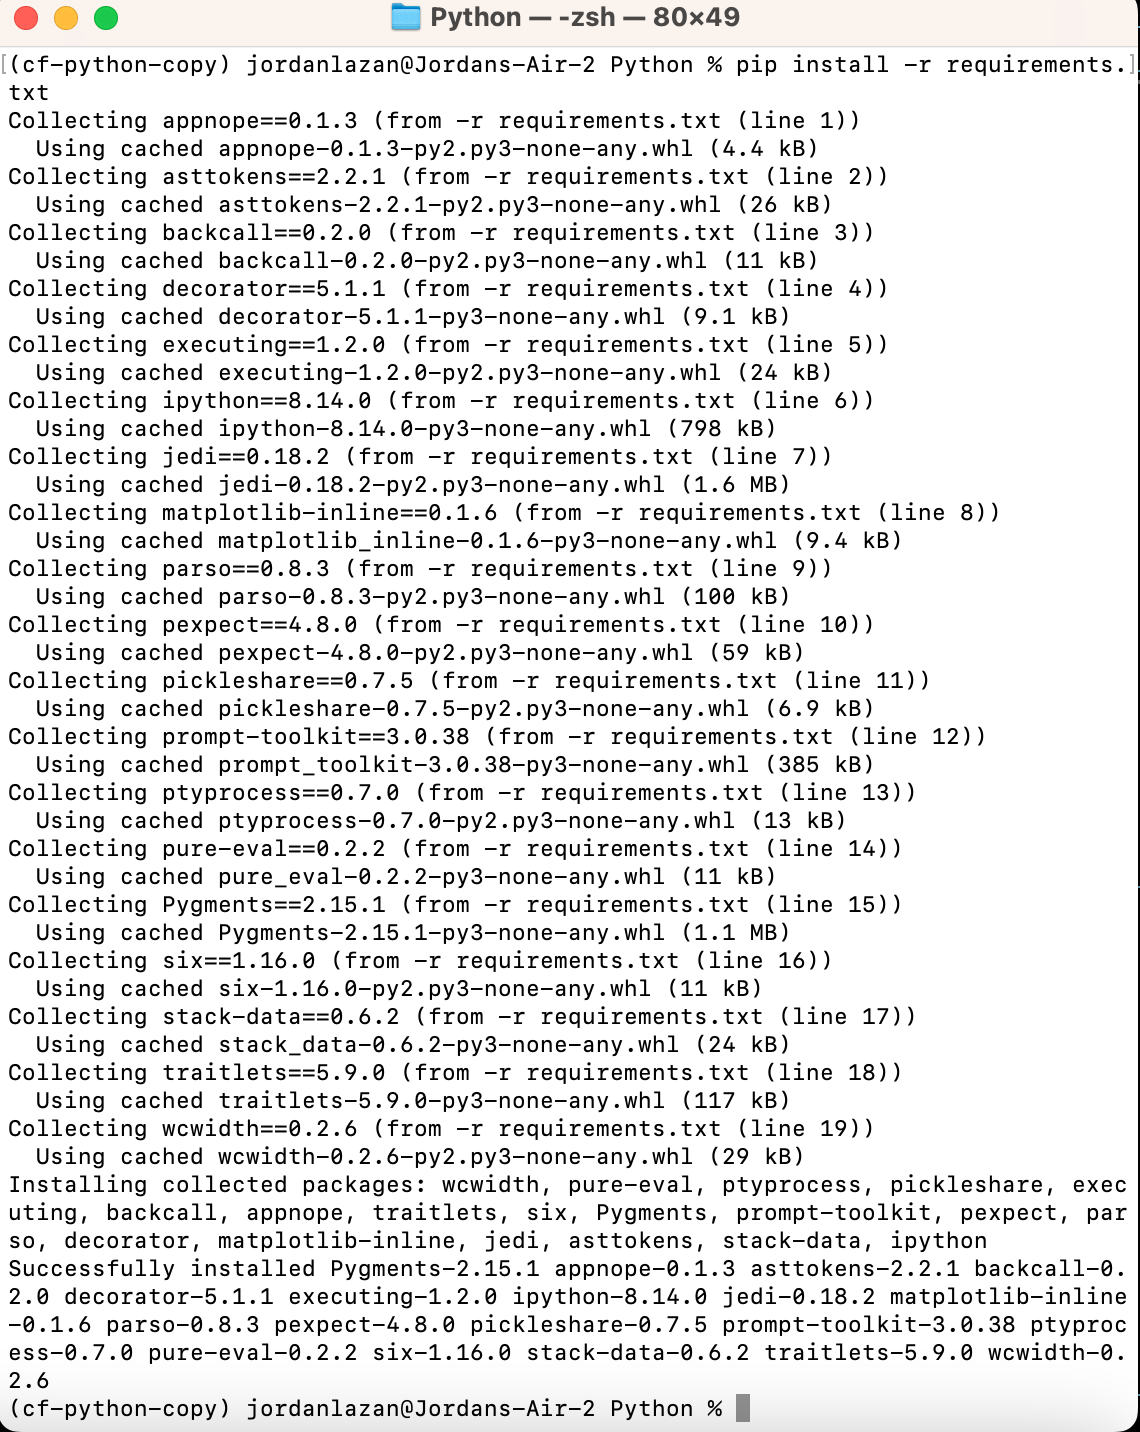 Python — -zsh — 80×49
[(cf-python-copy) jordanlazan@Jordans-Air-2 Python % pip install -r requirements.]
txt
Collecting appnope==0.1.3 (from -r requirements.txt (line 1))
  Using cached appnope-0.1.3-py2.py3-none-any.whl (4.4 kB)
Collecting asttokens==2.2.1 (from -r requirements.txt (line 2))
  Using cached asttokens-2.2.1-py2.py3-none-any.whl (26 kB)
Collecting backcall==0.2.0 (from -r requirements.txt (line 3))
  Using cached backcall-0.2.0-py2.py3-none-any.whl (11 kB)
Collecting decorator==5.1.1 (from -r requirements.txt (line 4))
  Using cached decorator-5.1.1-py3-none-any.whl (9.1 kB)
Collecting executing==1.2.0 (from -r requirements.txt (line 5))
  Using cached executing-1.2.0-py2.py3-none-any.whl (24 kB)
Collecting ipython==8.14.0 (from -r requirements.txt (line 6))
  Using cached ipython-8.14.0-py3-none-any.whl (798 kB)
Collecting jedi==0.18.2 (from -r requirements.txt (line 7))
  Using cached jedi-0.18.2-py2.py3-none-any.whl (1.6 MB)
Collecting matplotlib-inline==0.1.6 (from -r requirements.txt (line 8))
  Using cached matplotlib_inline-0.1.6-py3-none-any.whl (9.4 kB)
Collecting parso==0.8.3 (from -r requirements.txt (line 9))
  Using cached parso-0.8.3-py2.py3-none-any.whl (100 kB)
Collecting pexpect==4.8.0 (from -r requirements.txt (line 10))
  Using cached pexpect-4.8.0-py2.py3-none-any.whl (59 kB)
Collecting pickleshare==0.7.5 (from -r requirements.txt (line 11))
  Using cached pickleshare-0.7.5-py2.py3-none-any.whl (6.9 kB)
Collecting prompt-toolkit==3.0.38 (from -r requirements.txt (line 12))
  Using cached prompt_toolkit-3.0.38-py3-none-any.whl (385 kB)
Collecting ptyprocess==0.7.0 (from -r requirements.txt (line 13))
  Using cached ptyprocess-0.7.0-py2.py3-none-any.whl (13 kB)
Collecting pure-eval==0.2.2 (from -r requirements.txt (line 14))
  Using cached pure_eval-0.2.2-py3-none-any.whl (11 kB)
Collecting Pygments==2.15.1 (from -r requirements.txt (line 15))
  Using cached Pygments-2.15.1-py3-none-any.whl (1.1 MB)
Collecting six==1.16.0 (from -r requirements.txt (line 16))
  Using cached six-1.16.0-py2.py3-none-any.whl (11 kB)
Collecting stack-data==0.6.2 (from -r requirements.txt (line 17))
  Using cached stack_data-0.6.2-py3-none-any.whl (24 kB)
Collecting traitlets==5.9.0 (from -r requirements.txt (line 18))
  Using cached traitlets-5.9.0-py3-none-any.whl (117 kB)
Collecting wcwidth==0.2.6 (from -r requirements.txt (line 19))
  Using cached wcwidth-0.2.6-py2.py3-none-any.whl (29 kB)
Installing collected packages: wcwidth, pure-eval, ptyprocess, pickleshare, exec
uting, backcall, appnope, traitlets, six, Pygments, prompt-toolkit, pexpect, par
so, decorator, matplotlib-inline, jedi, asttokens, stack-data, ipython
Successfully installed Pygments-2.15.1 appnope-0.1.3 asttokens-2.2.1 backcall-0.
2.0 decorator-5.1.1 executing-1.2.0 ipython-8.14.0 jedi-0.18.2 matplotlib-inline
-0.1.6 parso-0.8.3 pexpect-4.8.0 pickleshare-0.7.5 prompt-toolkit-3.0.38 ptyproc
ess-0.7.0 pure-eval-0.2.2 six-1.16.0 stack-data-0.6.2 traitlets-5.9.0 wcwidth-0.
2.6
(cf-python-copy) jordanlazan@Jordans-Air-2 Python %